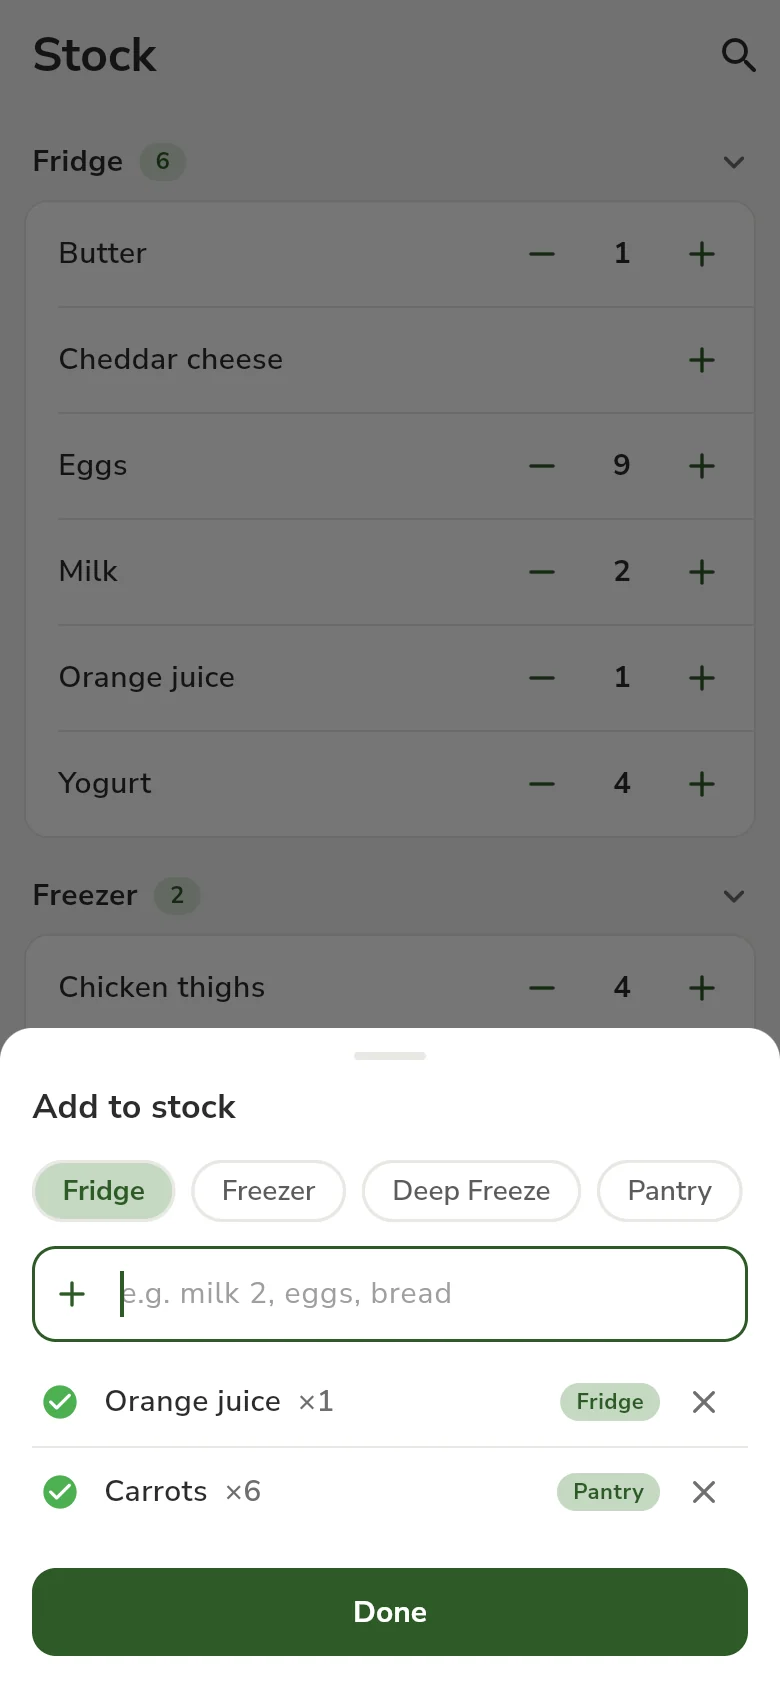 Stock
Fridge 6
Butter − 1 +
Cheddar cheese +
Eggs − 9 +
Milk − 2 +
Orange juice − 1 +
Yogurt − 4 +
Freezer 2
Chicken thighs − 4 +
Add to stock
Fridge Freezer Deep Freeze Pantry
+ e.g. milk 2, eggs, bread
Orange juice ×1 Fridge
Carrots ×6 Pantry
Done